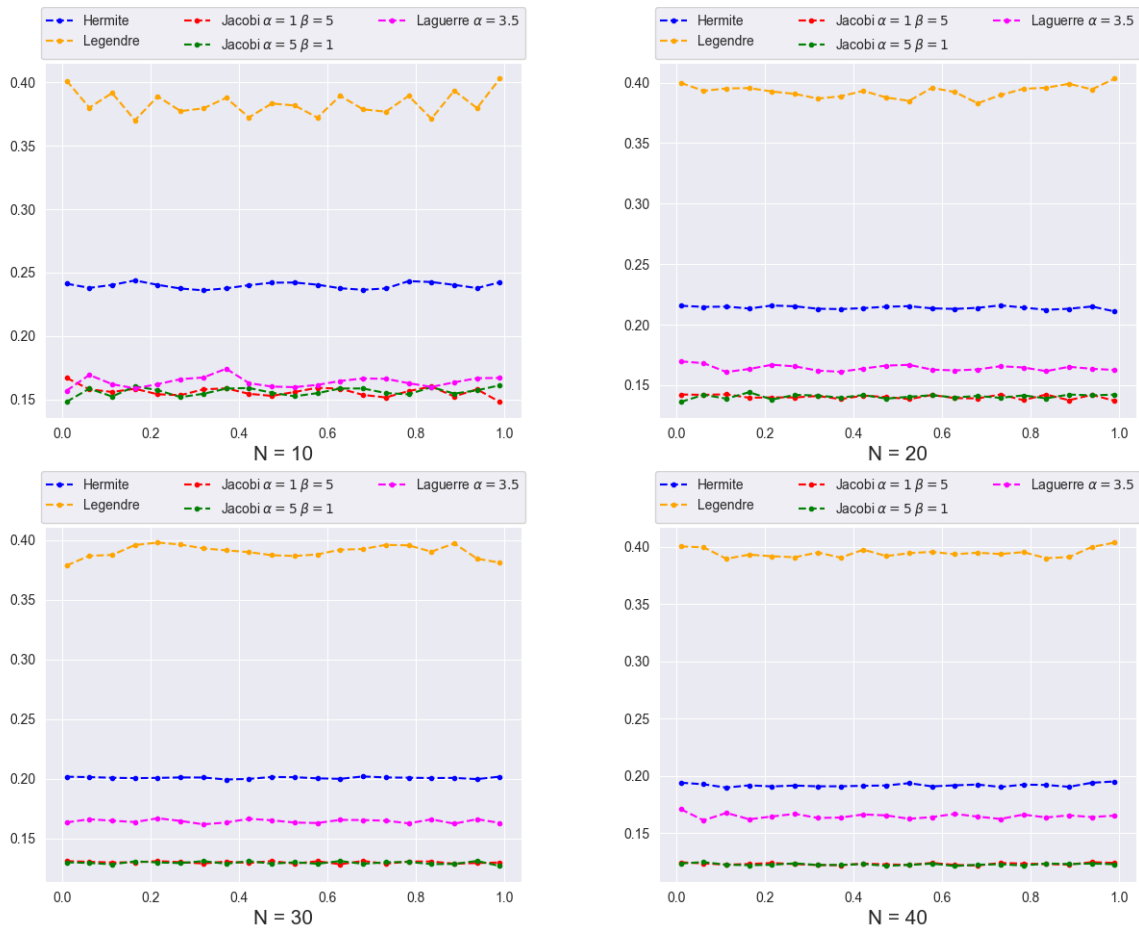 Hermite Jacobi α = 1 β = 5 Laguerre α = 3.5
Legendre Jacobi α = 5 β = 1
0.40
0.35
0.30
0.25
0.20
0.15
0.0 0.2 0.4 0.6 0.8 1.0
N = 10
Hermite Jacobi α = 1 β = 5 Laguerre α = 3.5
Legendre Jacobi α = 5 β = 1
0.40
0.35
0.30
0.25
0.20
0.15
0.0 0.2 0.4 0.6 0.8 1.0
N = 20
Hermite Jacobi α = 1 β = 5 Laguerre α = 3.5
Legendre Jacobi α = 5 β = 1
0.40
0.35
0.30
0.25
0.20
0.15
0.0 0.2 0.4 0.6 0.8 1.0
N = 30
Hermite Jacobi α = 1 β = 5 Laguerre α = 3.5
Legendre Jacobi α = 5 β = 1
0.40
0.35
0.30
0.25
0.20
0.15
0.0 0.2 0.4 0.6 0.8 1.0
N = 40